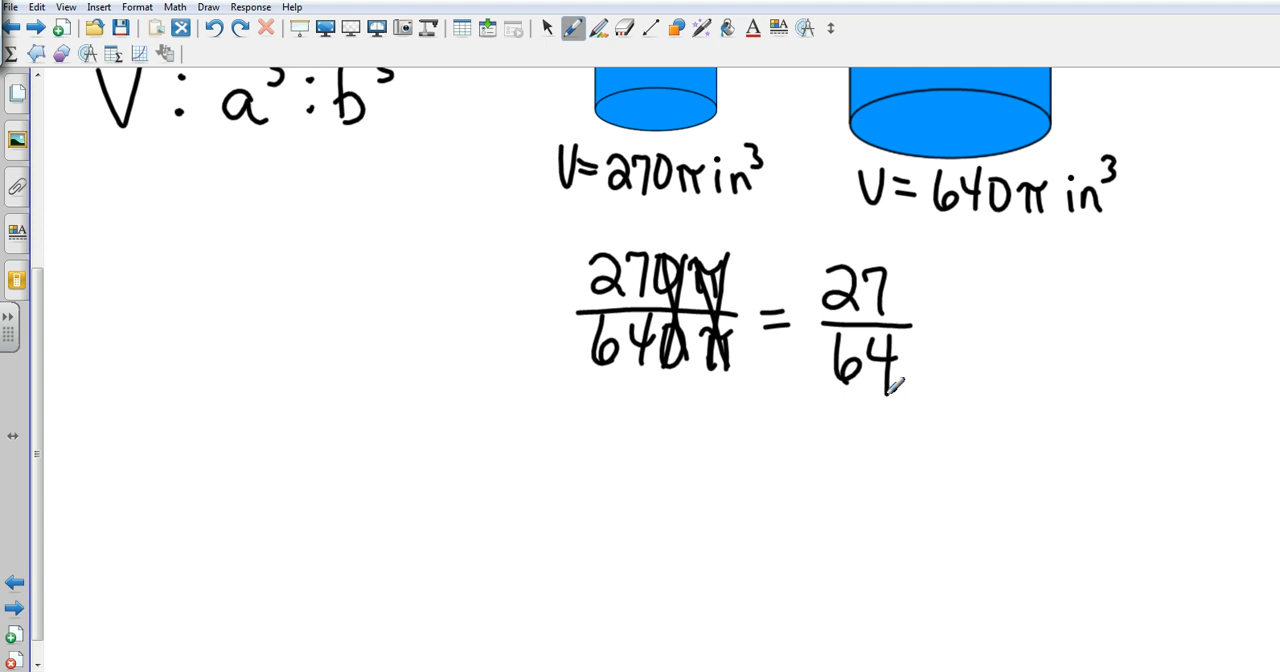 File Edit View Insert Format Math Draw Response Help
V : a³ : b³
V=270π in³
V = 640π in³
270π
640π
=
27
64